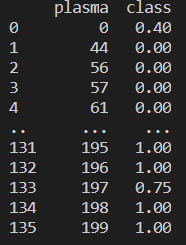 plasma class
0 0 0.40
1 44 0.00
2 56 0.00
3 57 0.00
4 61 0.00
.. ... ...
131 195 1.00
132 196 1.00
133 197 0.75
134 198 1.00
135 199 1.00